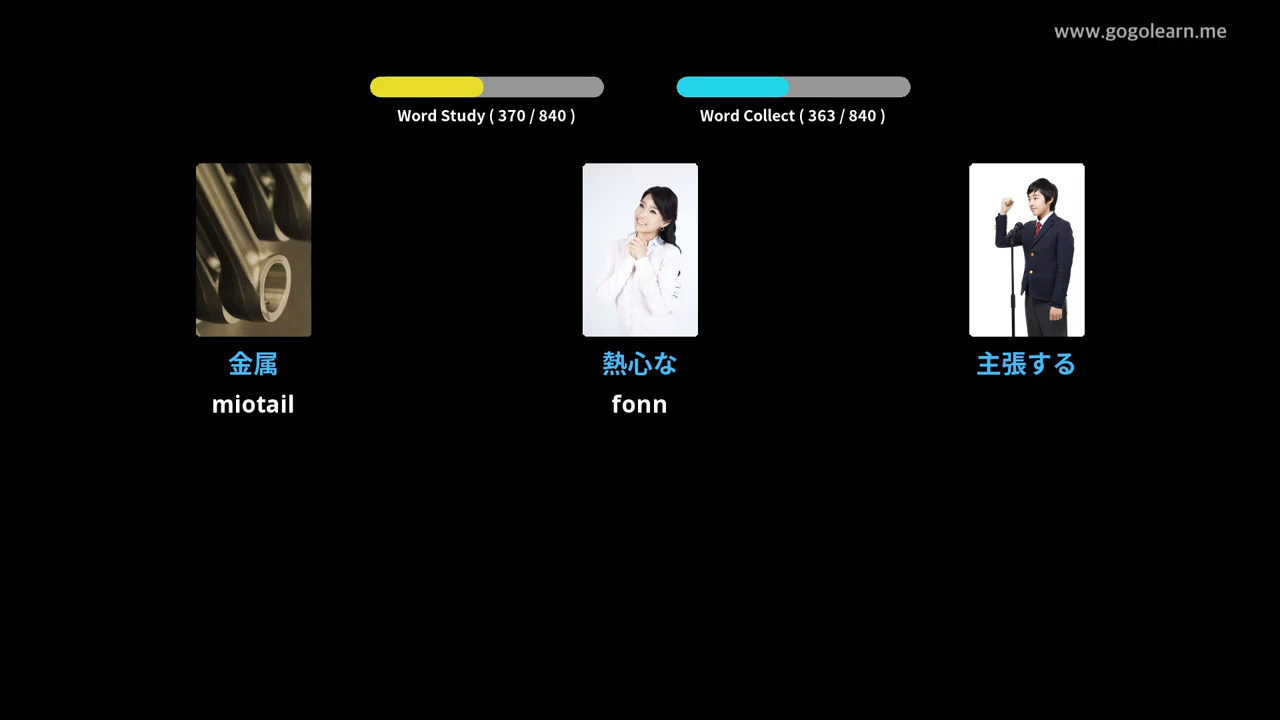 www.gogolearn.me
Word Study ( 370 / 840 )
Word Collect ( 363 / 840 )
金属
熱心な
主張する
miotail
fonn